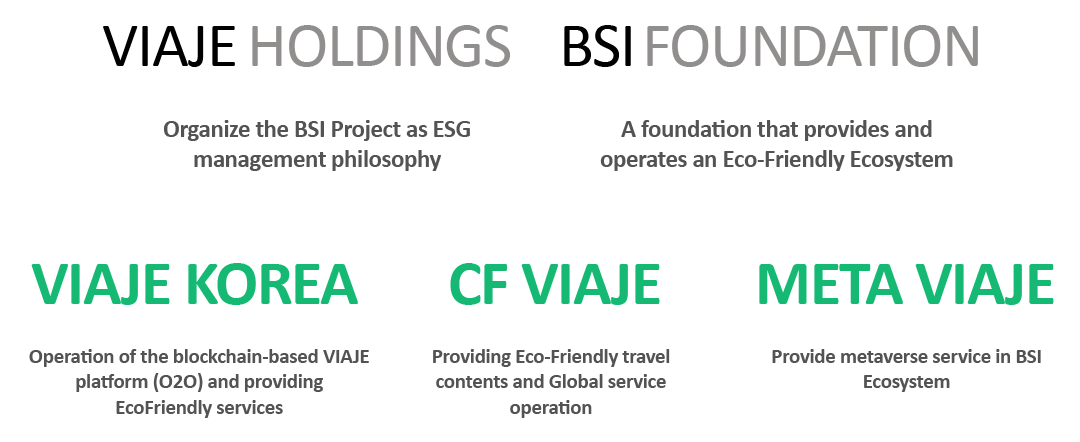 VIAJE HOLDINGS
Organize the BSI Project as ESG
management philosophy
BSI FOUNDATION
A foundation that provides and
operates an Eco-Friendly Ecosystem
VIAJE KOREA
Operation of the blockchain-based VIAJE
platform (O2O) and providing
EcoFriendly services
CF VIAJE
Providing Eco-Friendly travel
contents and Global service
operation
META VIAJE
Provide metaverse service in BSI
Ecosystem